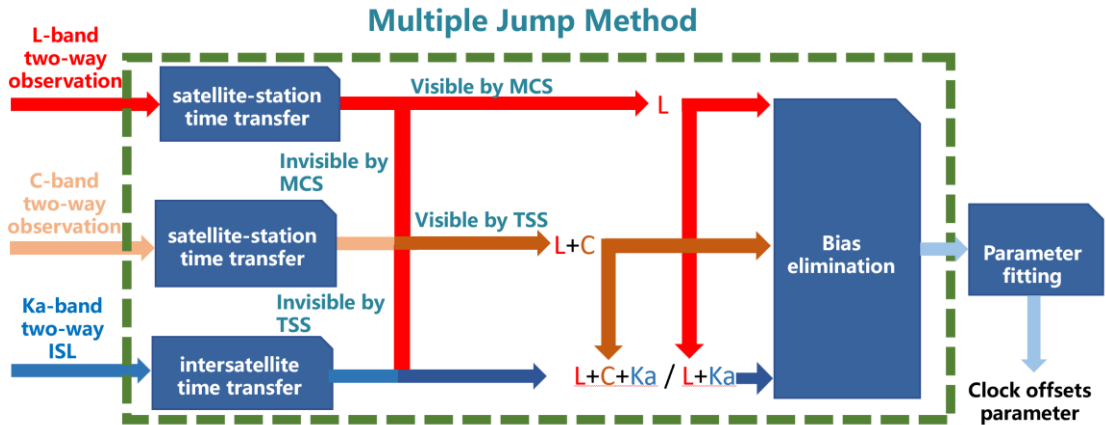 Multiple Jump Method
L-band
two-way
observation
satellite-station
time transfer
Visible by MCS
L
Invisible by
MCS
C-band
two-way
observation
satellite-station
time transfer
Visible by TSS
L+C
Bias
elimination
Parameter
fitting
Invisible by
TSS
Ka-band
two-way
ISL
intersatellite
time transfer
L+C+Ka / L+Ka
Clock offsets
parameter